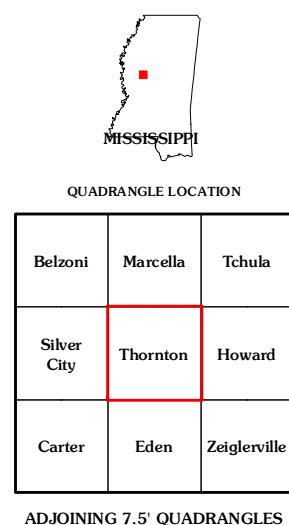 MISSISSIPPI
QUADRANGLE LOCATION
Belzoni Marcella Tchula
Silver
City
Thornton Howard
Carter Eden Zeiglerville
ADJOINING 7.5' QUADRANGLES